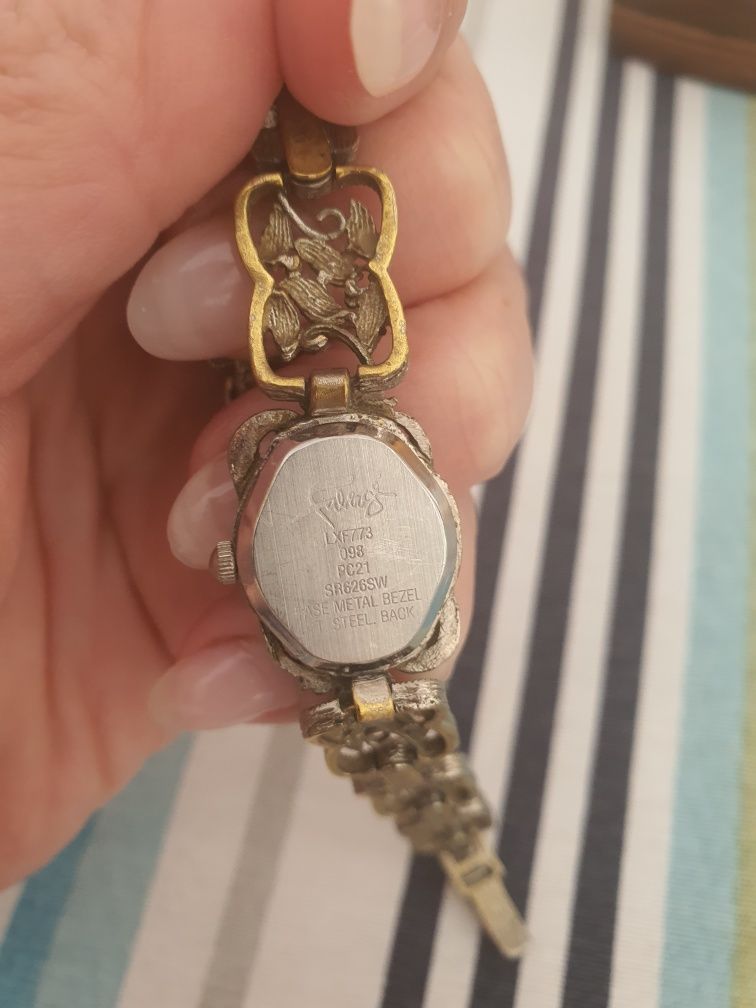 LXF773
098
PC21
SR626SW
METAL BEZEL
STEEL. BACK